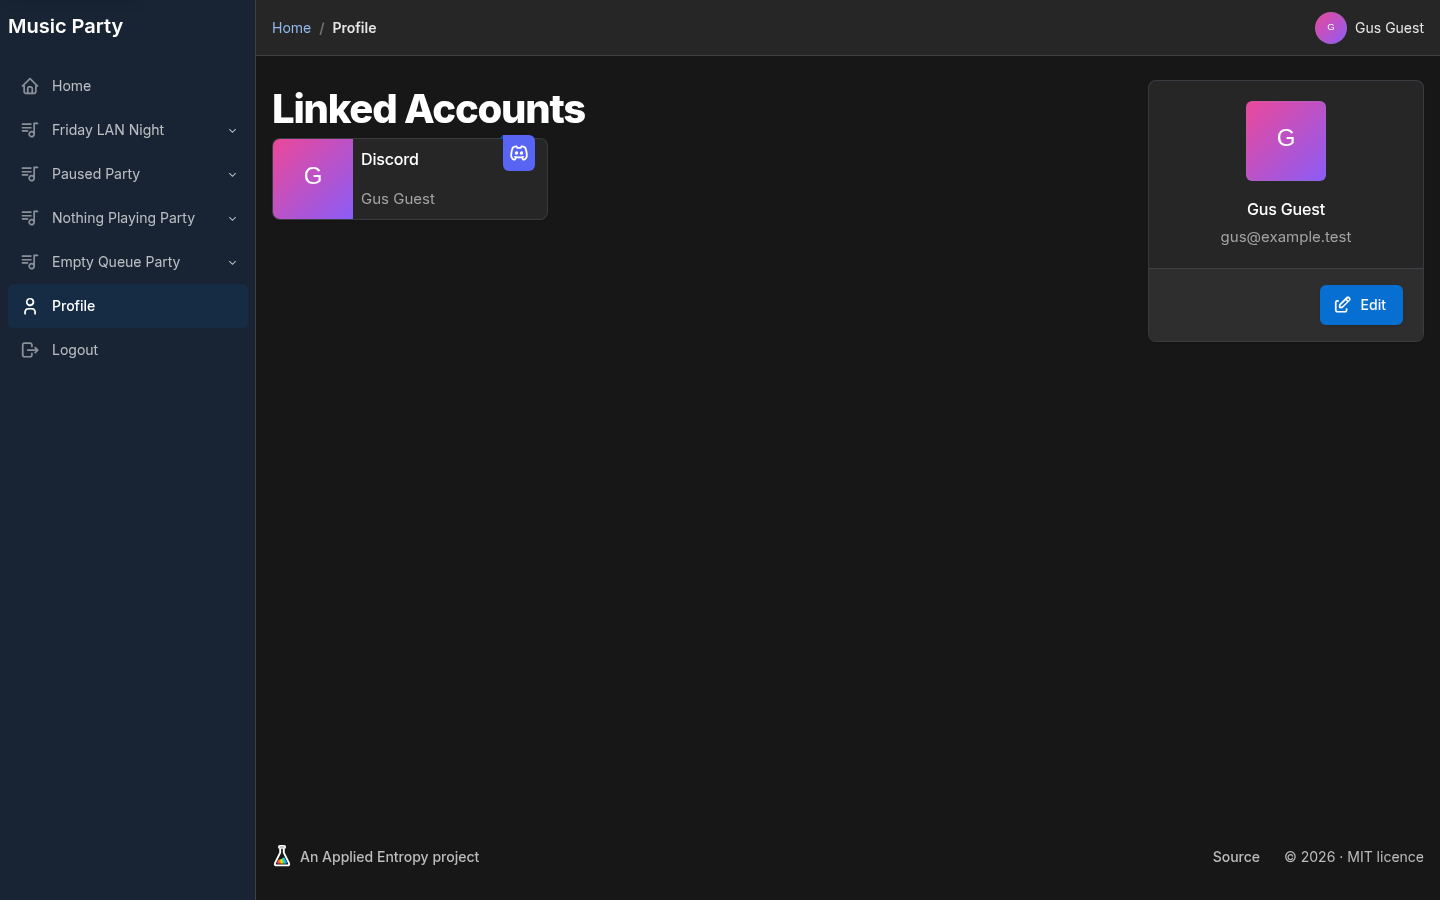 Music Party
Home
Friday LAN Night
Paused Party
Nothing Playing Party
Empty Queue Party
Profile
Logout
Home / Profile
G Gus Guest
Linked Accounts
G
Discord
Gus Guest
G
Gus Guest
gus@example.test
Edit
An Applied Entropy project
Source
© 2026 · MIT licence